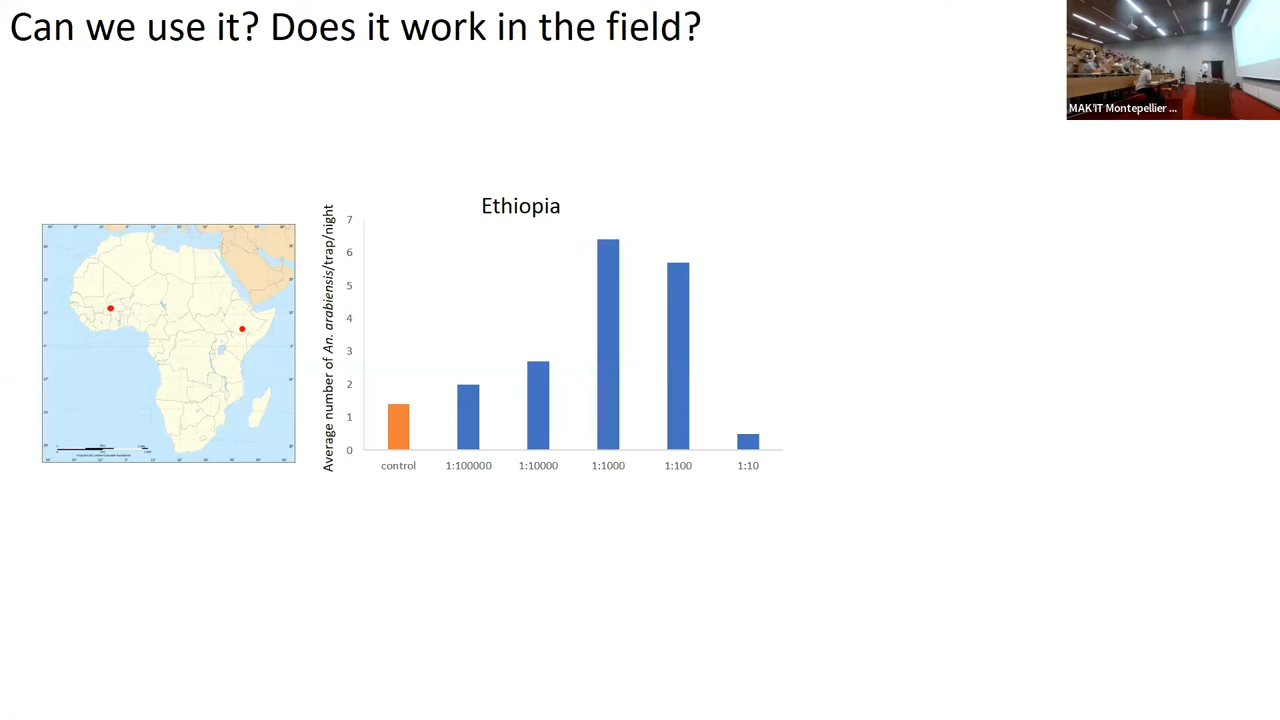 Can we use it? Does it work in the field?
MAK'IT Montepellier ...
Ethiopia
Average number of An. arabiensis/trap/night
7
6
5
4
3
2
1
0
control
1:100000
1:10000
1:1000
1:100
1:10